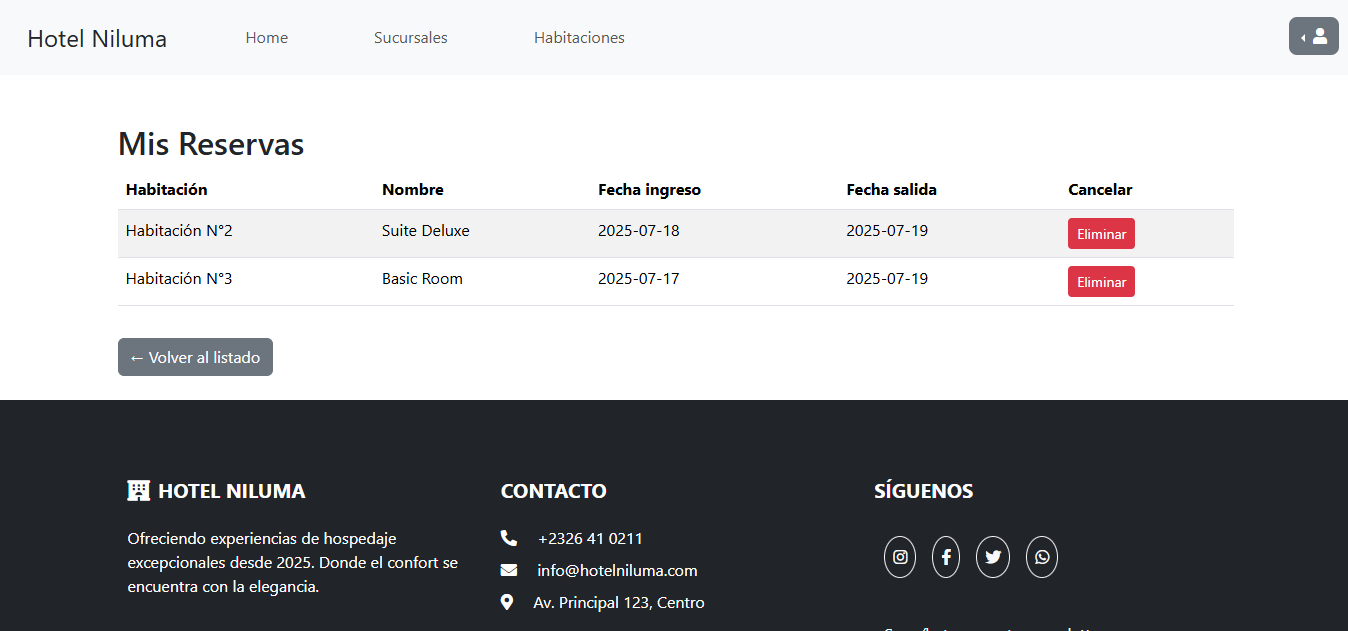 Hotel Niluma Home Sucursales Habitaciones
Mis Reservas
Habitación Nombre Fecha ingreso Fecha salida Cancelar
Habitación N°2 Suite Deluxe 2025-07-18 2025-07-19 Eliminar
Habitación N°3 Basic Room 2025-07-17 2025-07-19 Eliminar
← Volver al listado
HOTEL NILUMA
Ofreciendo experiencias de hospedaje
excepcionales desde 2025. Donde el confort se
encuentra con la elegancia.
CONTACTO
+2326 41 0211
info@hotelniluma.com
Av. Principal 123, Centro
SÍGUENOS